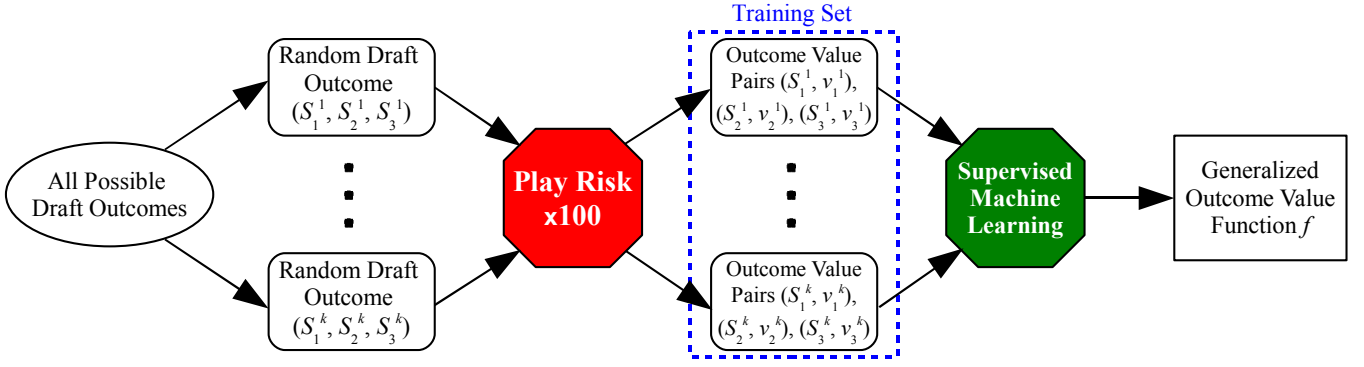 Training Set
All Possible
Draft Outcomes
Random Draft
Outcome
(S₁¹, S₂¹, S₃¹)
Random Draft
Outcome
(S₁ᵏ, S₂ᵏ, S₃ᵏ)
Play Risk
x100
Outcome Value
Pairs (S₁¹, v₁¹),
(S₂¹, v₂¹), (S₃¹, v₃¹)
Outcome Value
Pairs (S₁ᵏ, v₁ᵏ),
(S₂ᵏ, v₂ᵏ), (S₃ᵏ, v₃ᵏ)
Supervised
Machine
Learning
Generalized
Outcome Value
Function f